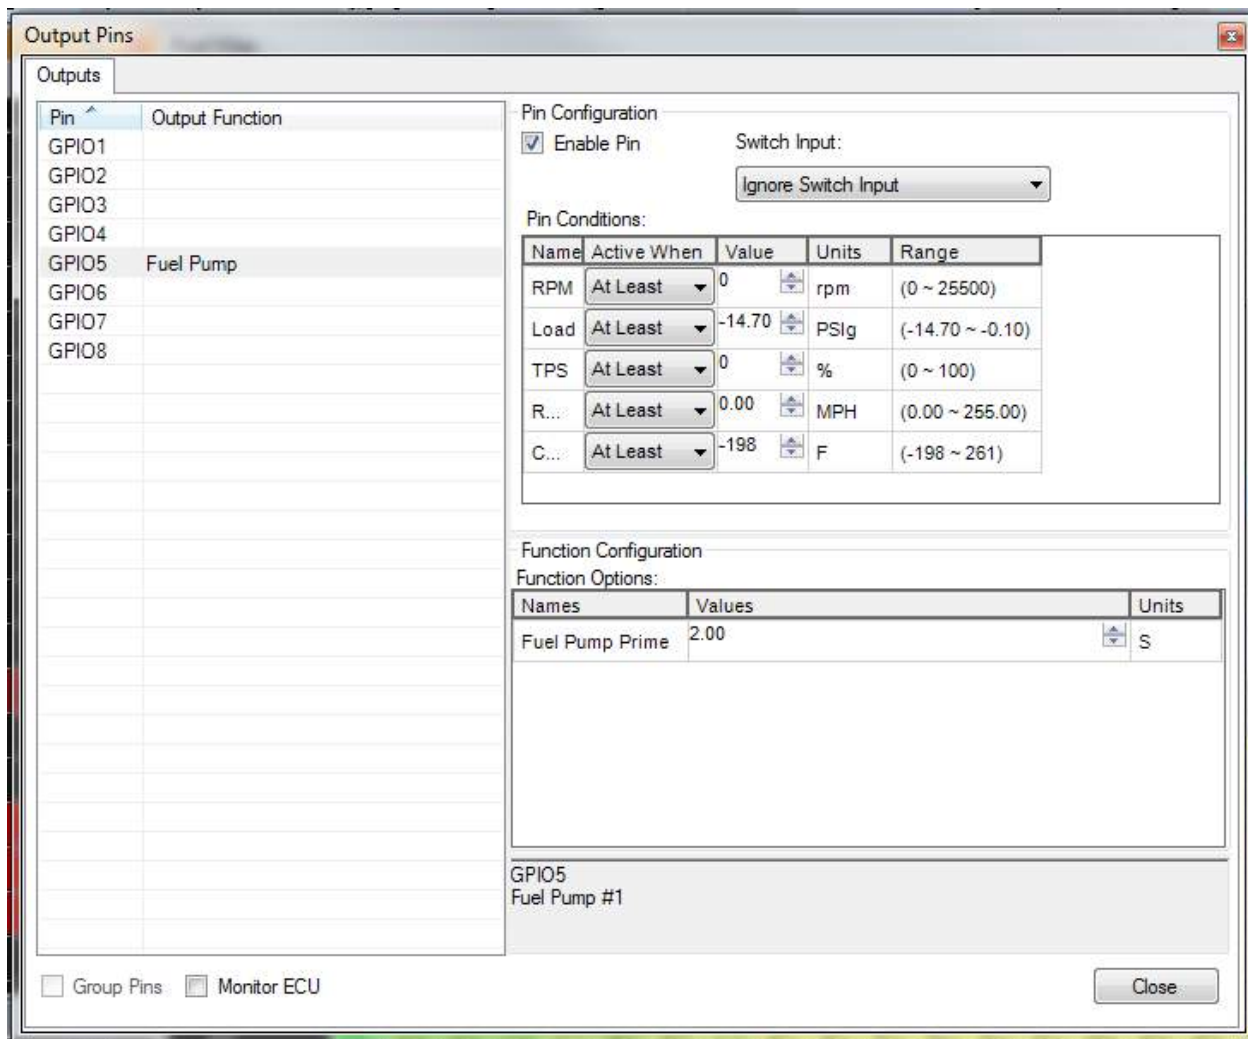 Output Pins
Outputs
Pin Output Function
GPIO1
GPIO2
GPIO3
GPIO4
GPIO5 Fuel Pump
GPIO6
GPIO7
GPIO8
Pin Configuration
Enable Pin Switch Input:
Ignore Switch Input
Pin Conditions:
Name Active When Value Units Range
RPM At Least 0 rpm (0 ~ 25500)
Load At Least -14.70 PSIg (-14.70 ~ -0.10)
TPS At Least 0 % (0 ~ 100)
R... At Least 0.00 MPH (0.00 ~ 255.00)
C... At Least -198 F (-198 ~ 261)
Function Configuration
Function Options:
Names Values Units
Fuel Pump Prime 2.00 S
GPIO5
Fuel Pump #1
Group Pins Monitor ECU Close